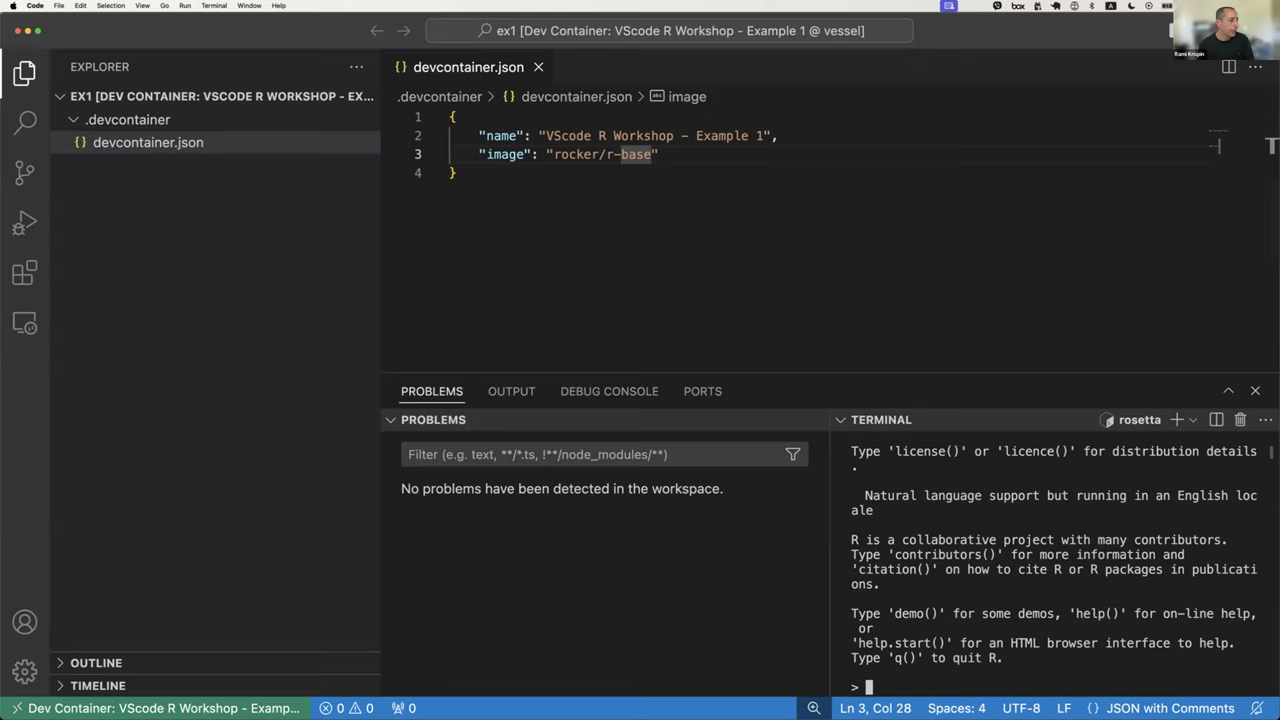 Code File Edit Selection View Go Run Terminal Window Help
box
A
ex1 [Dev Container: VScode R Workshop - Example 1 @ vessel]
Rami Krispin
EXPLORER
EX1 [DEV CONTAINER: VSCODE R WORKSHOP - EX...
.devcontainer
{} devcontainer.json
OUTLINE
TIMELINE
{} devcontainer.json
.devcontainer > {} devcontainer.json > abc image
1 {
2 "name": "VScode R Workshop - Example 1",
3 "image": "rocker/r-base"
4 }
PROBLEMS OUTPUT DEBUG CONSOLE PORTS
PROBLEMS
Filter (e.g. text, **/*.ts, !**/node_modules/**)
No problems have been detected in the workspace.
TERMINAL
rosetta
Type 'license()' or 'licence()' for distribution details
.
Natural language support but running in an English loc
ale
R is a collaborative project with many contributors.
Type 'contributors()' for more information and
'citation()' on how to cite R or R packages in publicati
ons.
Type 'demo()' for some demos, 'help()' for on-line help,
or
'help.start()' for an HTML browser interface to help.
Type 'q()' to quit R.
>
Dev Container: VScode R Workshop - Examp... 0 0 0 Ln 3, Col 28 Spaces: 4 UTF-8 LF {} JSON with Comments